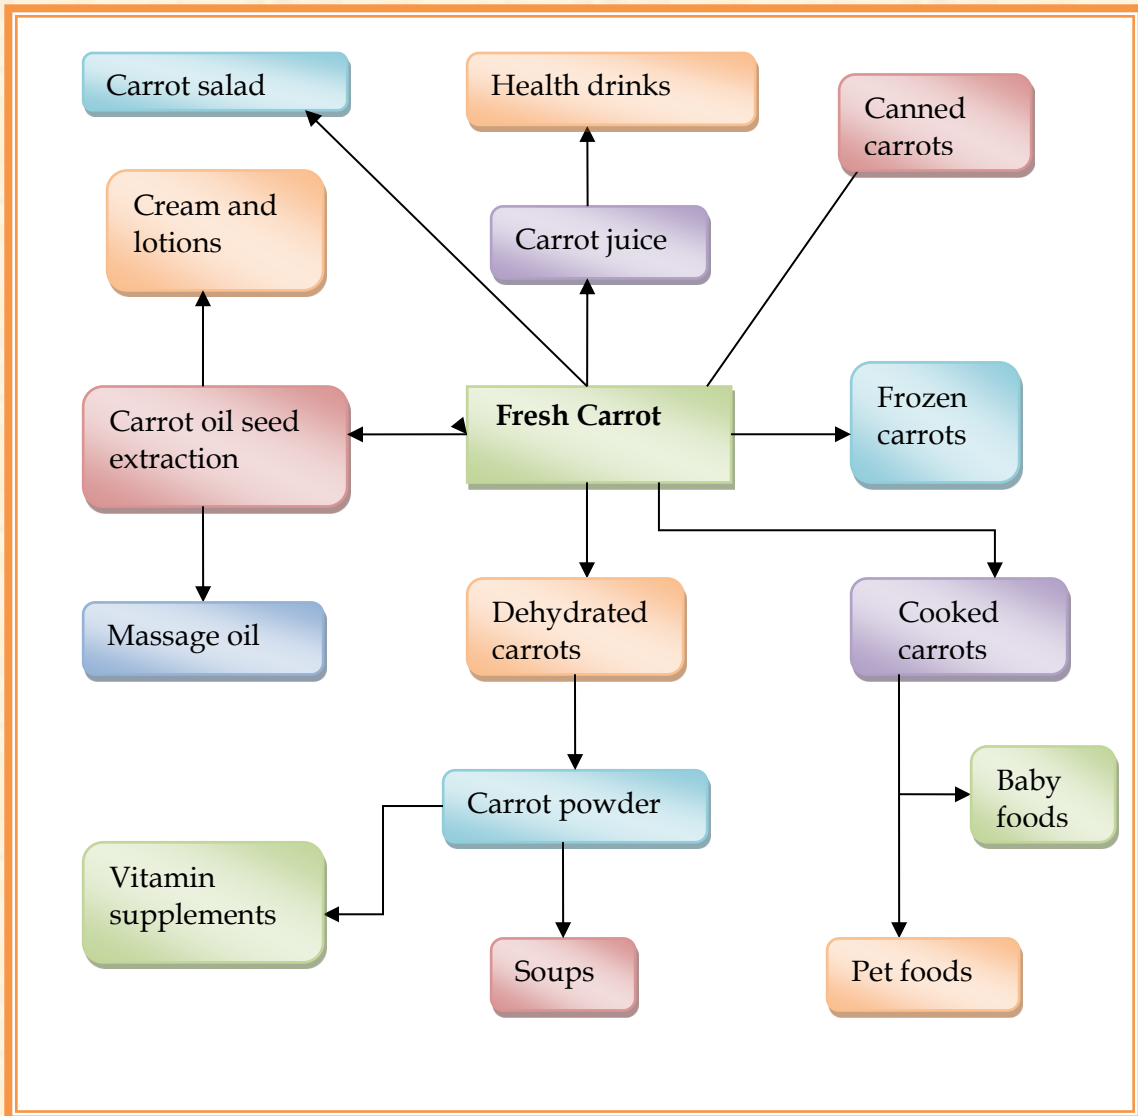 Carrot salad
Health drinks
Canned
carrots
Cream and
lotions
Carrot juice
Fresh Carrot
Frozen
carrots
Carrot oil seed
extraction
Massage oil
Dehydrated
carrots
Cooked
carrots
Baby
foods
Carrot powder
Vitamin
supplements
Soups
Pet foods